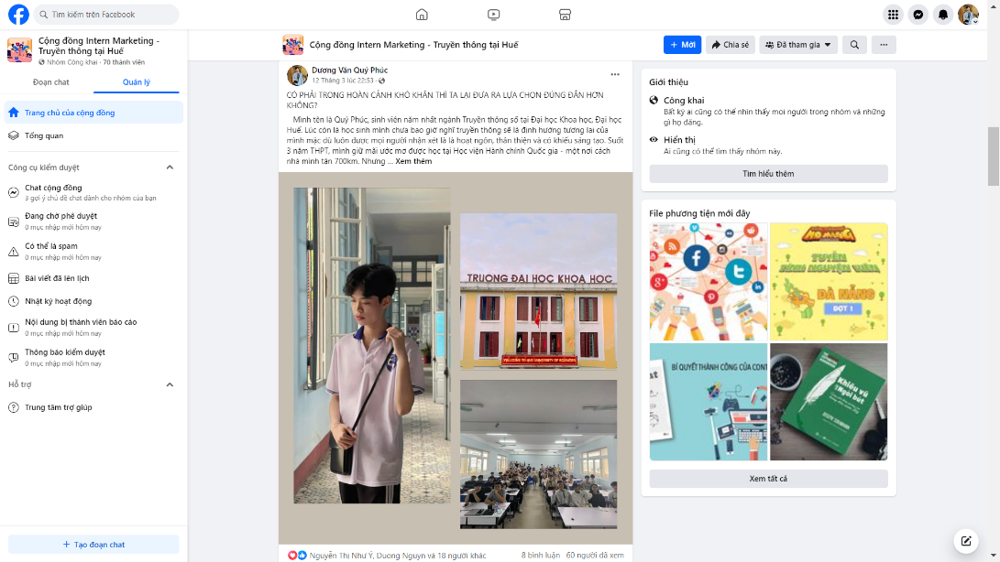 Tìm kiếm trên Facebook
Cộng đồng Intern Marketing -
Truyền thông tại Huế
Nhóm Công khai · 70 thành viên
Đoạn chat
Quản lý
Trang chủ của cộng đồng
Tổng quan
Công cụ kiểm duyệt
Chat cộng đồng
3 gợi ý chủ đề chat dành cho nhóm của bạn
Đang chờ phê duyệt
0 mục nhập mới hôm nay
Có thể là spam
0 mục nhập mới hôm nay
Bài viết đã lên lịch
Nhật ký hoạt động
Nội dung bị thành viên báo cáo
0 mục nhập mới hôm nay
Thông báo kiểm duyệt
0 mục nhập mới hôm nay
Hỗ trợ
Trung tâm trợ giúp
+ Tạo đoạn chat
Cộng đồng Intern Marketing - Truyền thông tại Huế
+ Mời
Chia sẻ
Đã tham gia
Dương Văn Quý Phúc
12 Tháng 3 lúc 22:53 ·
CÓ PHẢI TRONG HOÀN CẢNH KHÓ KHĂN THÌ TA LẠI ĐƯA RA LỰA CHỌN ĐÚNG ĐẮN HƠN
KHÔNG?
Mình tên là Quý Phúc, sinh viên năm nhất ngành Truyền thông số tại Đại học Khoa học, Đại học
Huế. Lúc còn là học sinh mình chưa bao giờ nghĩ truyền thông sẽ là định hướng tương lai của
mình mặc dù luôn được mọi người nhận xét là là hoạt ngôn, thân thiện và có khiếu sáng tạo. Suốt
3 năm THPT, mình giữ mãi ước mơ được học tại Học viện Hành chính Quốc gia - một nơi cách
nhà mình tận 700km. Nhưng ... Xem thêm
TRUONG ĐAI HOC KHOA HOC
WELCOME TO HUE UNIVERSITY OF SCIENCES
Nguyễn Thị Như Ý, Duong Nguyn và 18 người khác
8 bình luận
60 người đã xem
Giới thiệu
Công khai
Bất kỳ ai cũng có thể nhìn thấy mọi người trong nhóm và những
gì họ đăng.
Hiển thị
Ai cũng có thể tìm thấy nhóm này.
Tìm hiểu thêm
File phương tiện mới đây
TUYỂN
TÌNH NGUYỆN VIÊN
ĐÀ NẴNG
ĐỢT 1
BÍ QUYẾT THÀNH CÔNG CỦA CONT
Khiêu vũ
Ngòi bút
Xem tất cả